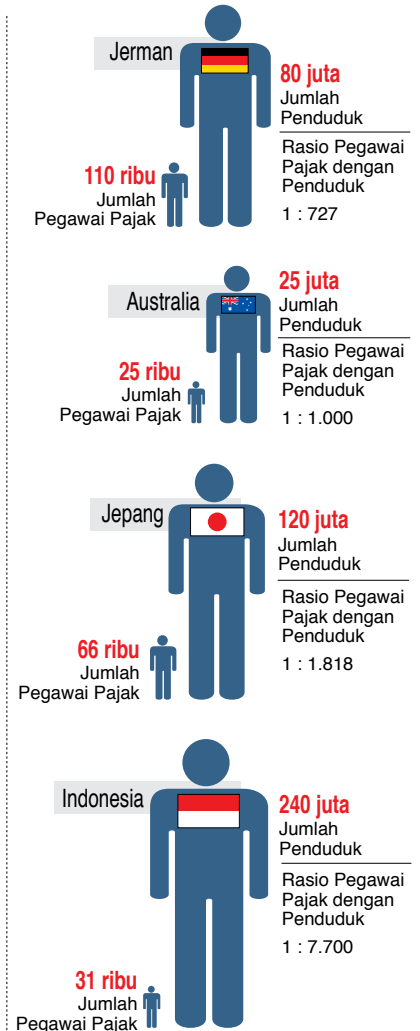 Jerman
80 juta
Jumlah
Penduduk
Rasio Pegawai
Pajak dengan
Penduduk
1 : 727
110 ribu
Jumlah
Pegawai Pajak
Australia
25 juta
Jumlah
Penduduk
Rasio Pegawai
Pajak dengan
Penduduk
1 : 1.000
25 ribu
Jumlah
Pegawai Pajak
Jepang
120 juta
Jumlah
Penduduk
Rasio Pegawai
Pajak dengan
Penduduk
1 : 1.818
66 ribu
Jumlah
Pegawai Pajak
Indonesia
240 juta
Jumlah
Penduduk
Rasio Pegawai
Pajak dengan
Penduduk
1 : 7.700
31 ribu
Jumlah
Pegawai Pajak